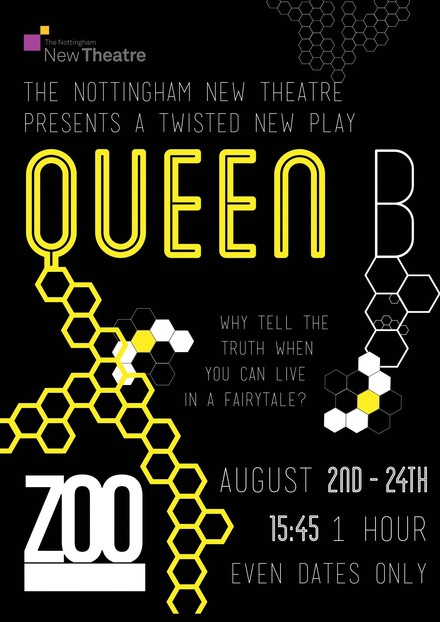 The Nottingham
New Theatre
THE NOTTINGHAM NEW THEATRE
PRESENTS A TWISTED NEW PLAY
QUEEN B
WHY TELL THE
TRUTH WHEN
YOU CAN LIVE
IN A FAIRYTALE?
ZOO
AUGUST 2ND - 24TH
15:45 1 HOUR
EVEN DATES ONLY